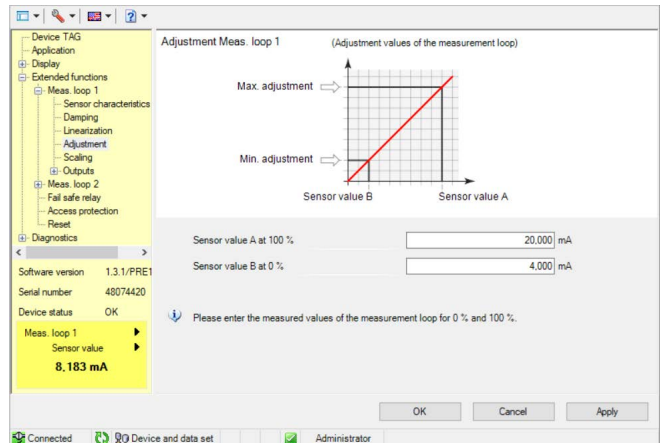 Device TAG
Application
Display
Extended functions
Meas. loop 1
Sensor characteristics
Damping
Linearization
Adjustment
Scaling
Outputs
Meas. loop 2
Fail safe relay
Access protection
Reset
Diagnostics
Software version 1.3.1/PRE1
Serial number 48074420
Device status OK
Meas. loop 1
Sensor value
8,183 mA
Adjustment Meas. loop 1 (Adjustment values of the measurement loop)
Max. adjustment
Min. adjustment
Sensor value B Sensor value A
Sensor value A at 100 % 20,000 mA
Sensor value B at 0 % 4,000 mA
Please enter the measured values of the measurement loop for 0 % and 100 %.
OK Cancel Apply
Connected Device and data set Administrator